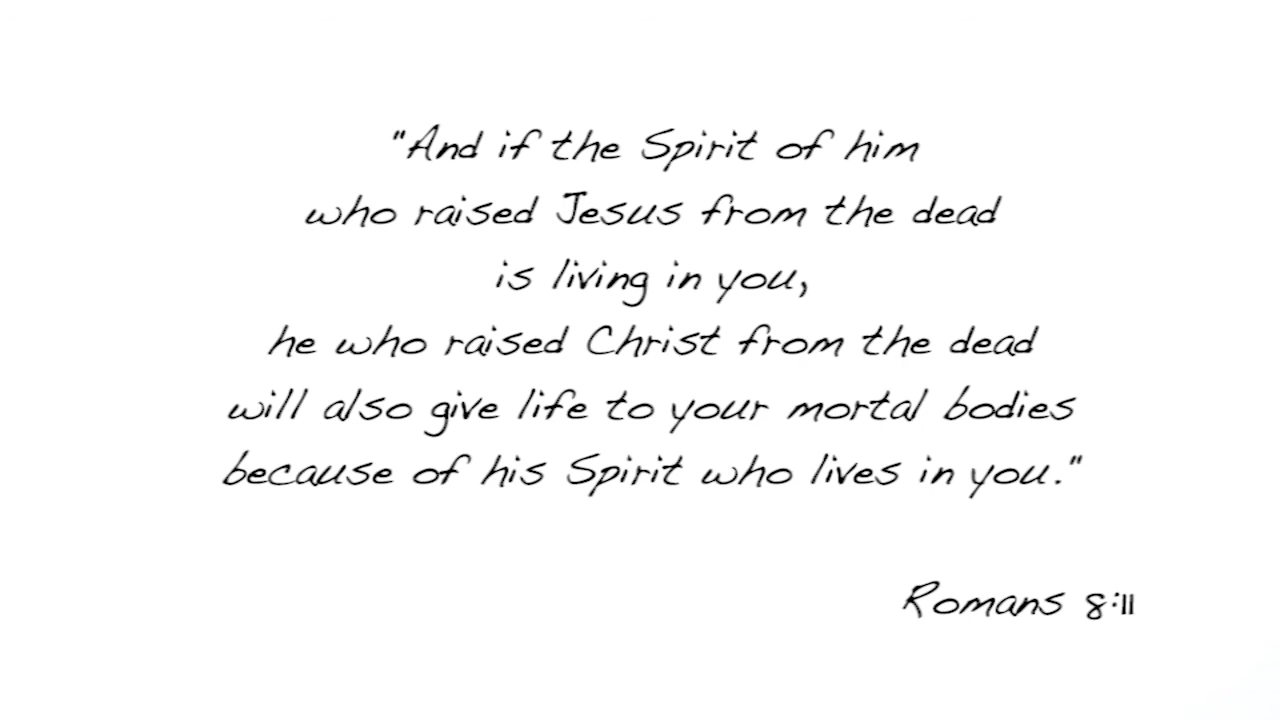 "And if the Spirit of him
who raised Jesus from the dead
is living in you,
he who raised Christ from the dead
will also give life to your mortal bodies
because of his Spirit who lives in you."
Romans 8:11